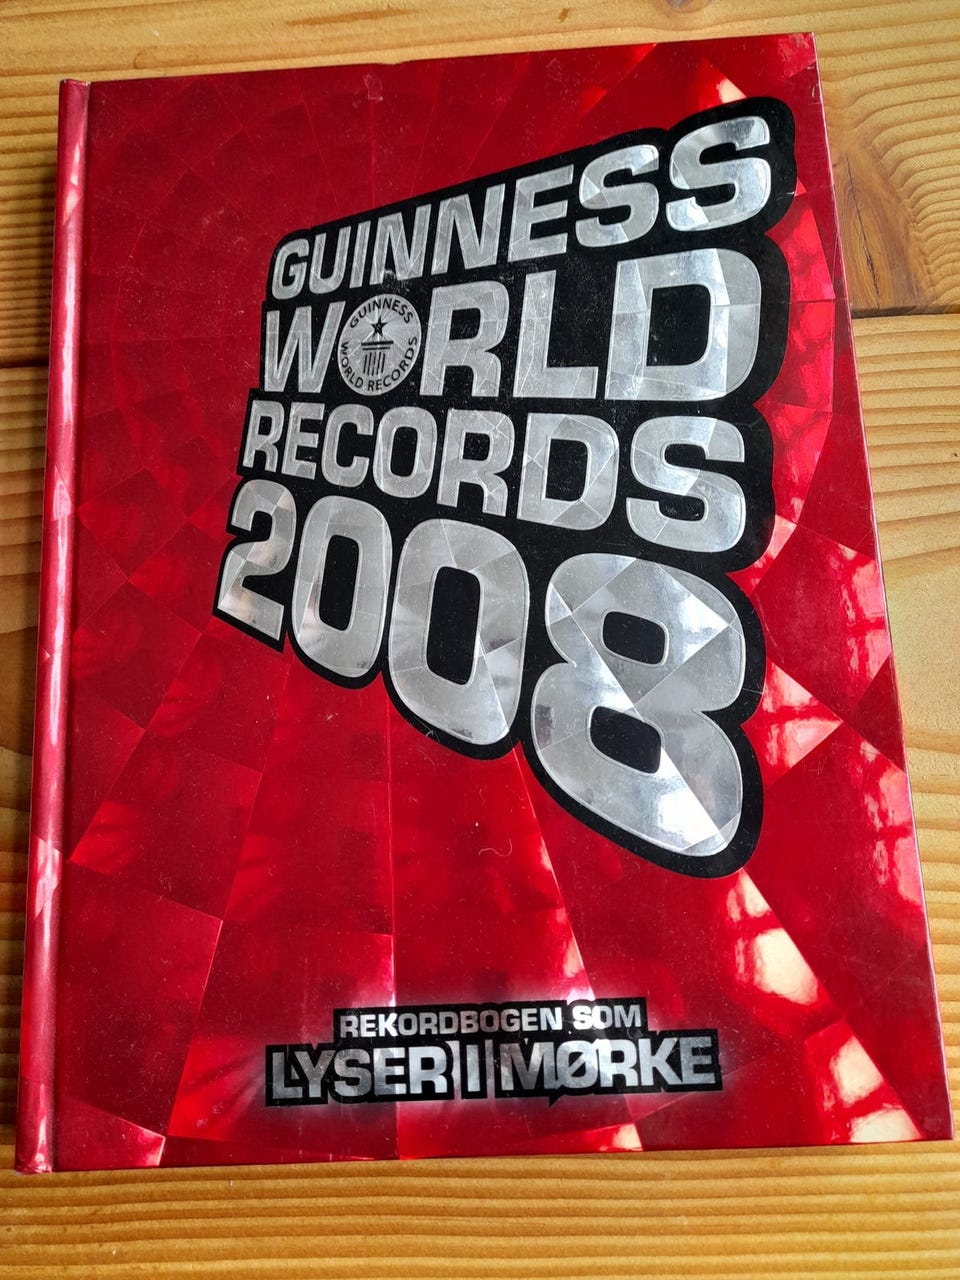 GUINNESS
WORLD
GUINNESS
WORLD RECORDS
RECORDS
2008
REKORDBOGEN SOM
LYSER I MØRKE